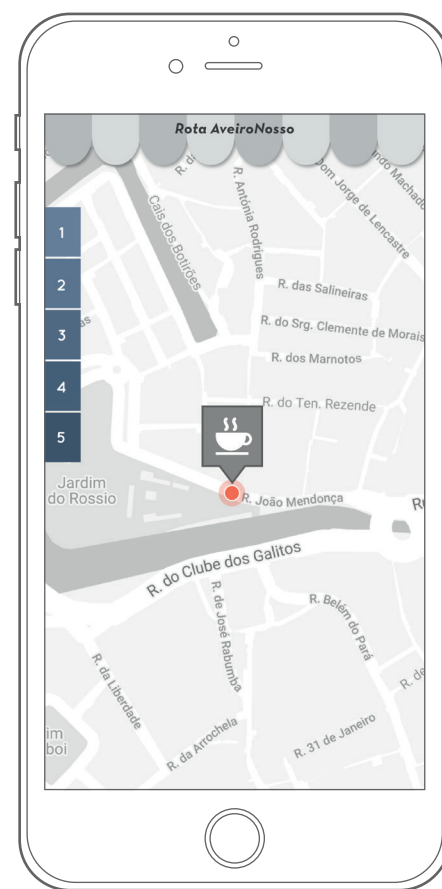 Rota AveiroNosso
R. António Rodrigues
Dom Jorge de Lencastre
Cais dos Botirões
1
2
3
4
5
R. das Salineiras
R. do Srg. Clemente de Morais
R. dos Marnotos
R. do Ten. Rezende
Jardim
do Rossio
R. João Mendonça
R. do Clube dos Galitos
R. de José Rabumba
R. Belém do Pará
R. da Liberdade
R. da Arrochela
R. 31 de Janeiro